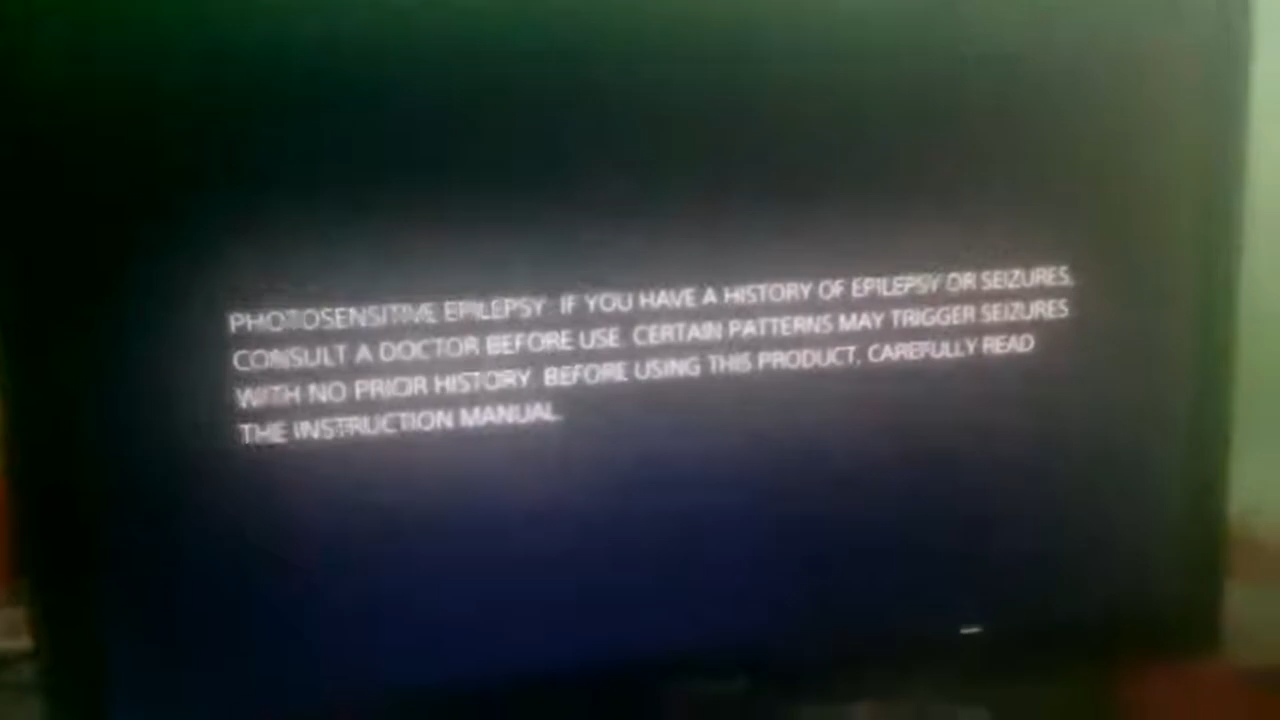 PHOTOSENSITIVE EPILEPSY: IF YOU HAVE A HISTORY OF EPILEPSY OR SEIZURES,
CONSULT A DOCTOR BEFORE USE. CERTAIN PATTERNS MAY TRIGGER SEIZURES
WITH NO PRIOR HISTORY. BEFORE USING THIS PRODUCT, CAREFULLY READ
THE INSTRUCTION MANUAL.